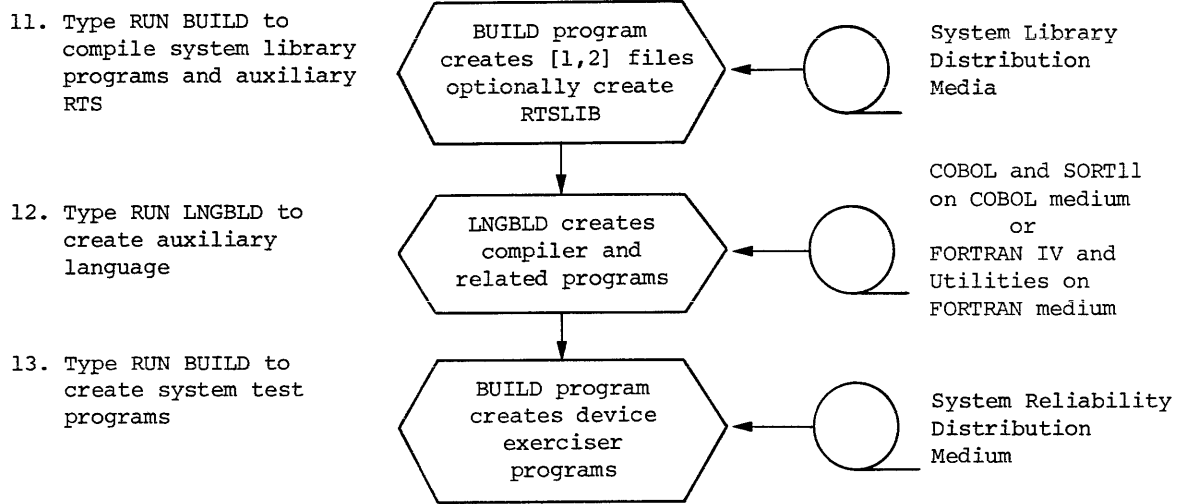 11. Type RUN BUILD to
compile system library
programs and auxiliary
RTS
BUILD program
creates [1,2] files
optionally create
RTSLIB
System Library
Distribution
Media
12. Type RUN LNGBLD to
create auxiliary
language
LNGBLD creates
compiler and
related programs
COBOL and SORT11
on COBOL medium
or
FORTRAN IV and
Utilities on
FORTRAN medium
13. Type RUN BUILD to
create system test
programs
BUILD program
creates device
exerciser
programs
System Reliability
Distribution
Medium